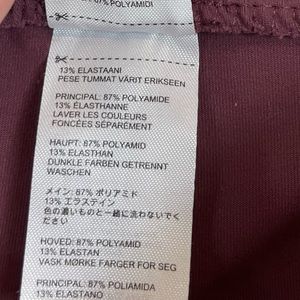 87% POLYAMIDI
13% ELASTAANI
PESE TUMMAT VÄRIT ERIKSEEN
PRINCIPAL: 87% POLYAMIDE
13% ÉLASTHANNE
LAVER LES COULEURS
FONCÉES SÉPARÉMENT
HAUPT: 87% POLYAMID
13% ELASTHAN
DUNKLE FARBEN GETRENNT
WASCHEN
メイン: 87% ポリアミド
13% エラステイン
色の濃いものと一緒に洗わないでく
ださい
HOVED: 87% POLYAMID
13% ELASTAN
VASK MØRKE FARGER FOR SEG
PRINCIPAL: 87% POLIAMIDA
13% ELASTANO